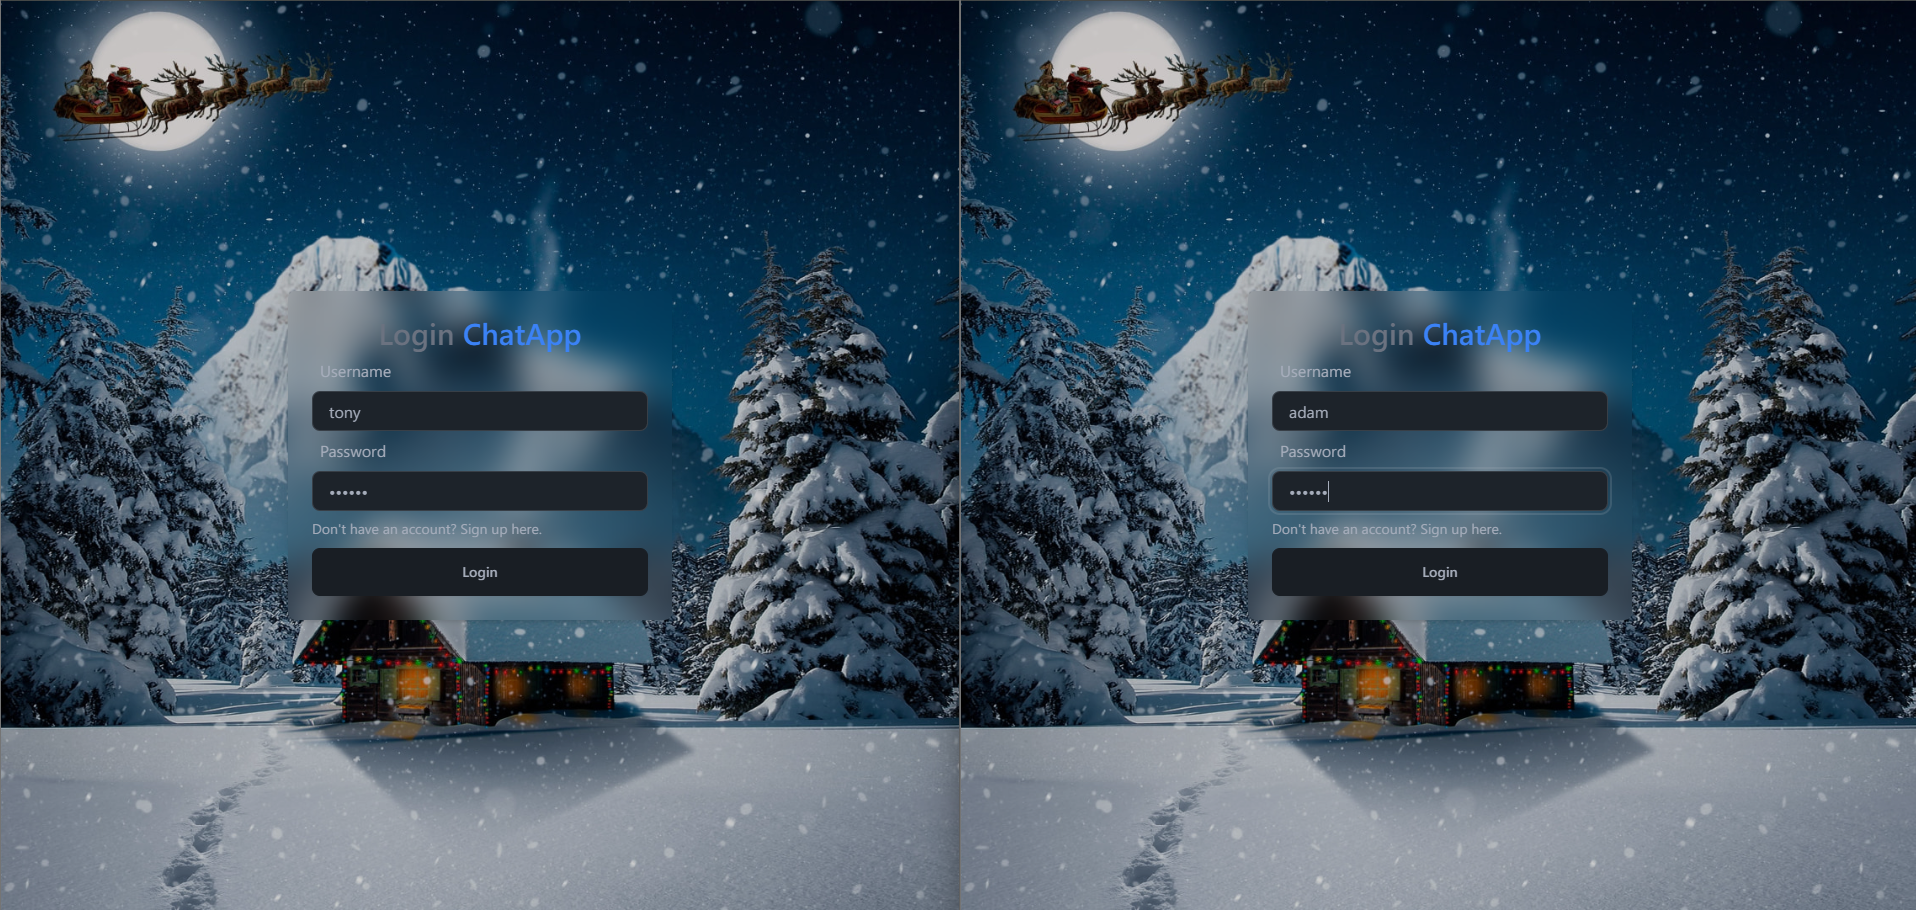 Login ChatApp
Username
tony
Password
••••••
Don't have an account? Sign up here.
Login
Login ChatApp
Username
adam
Password
••••••
Don't have an account? Sign up here.
Login